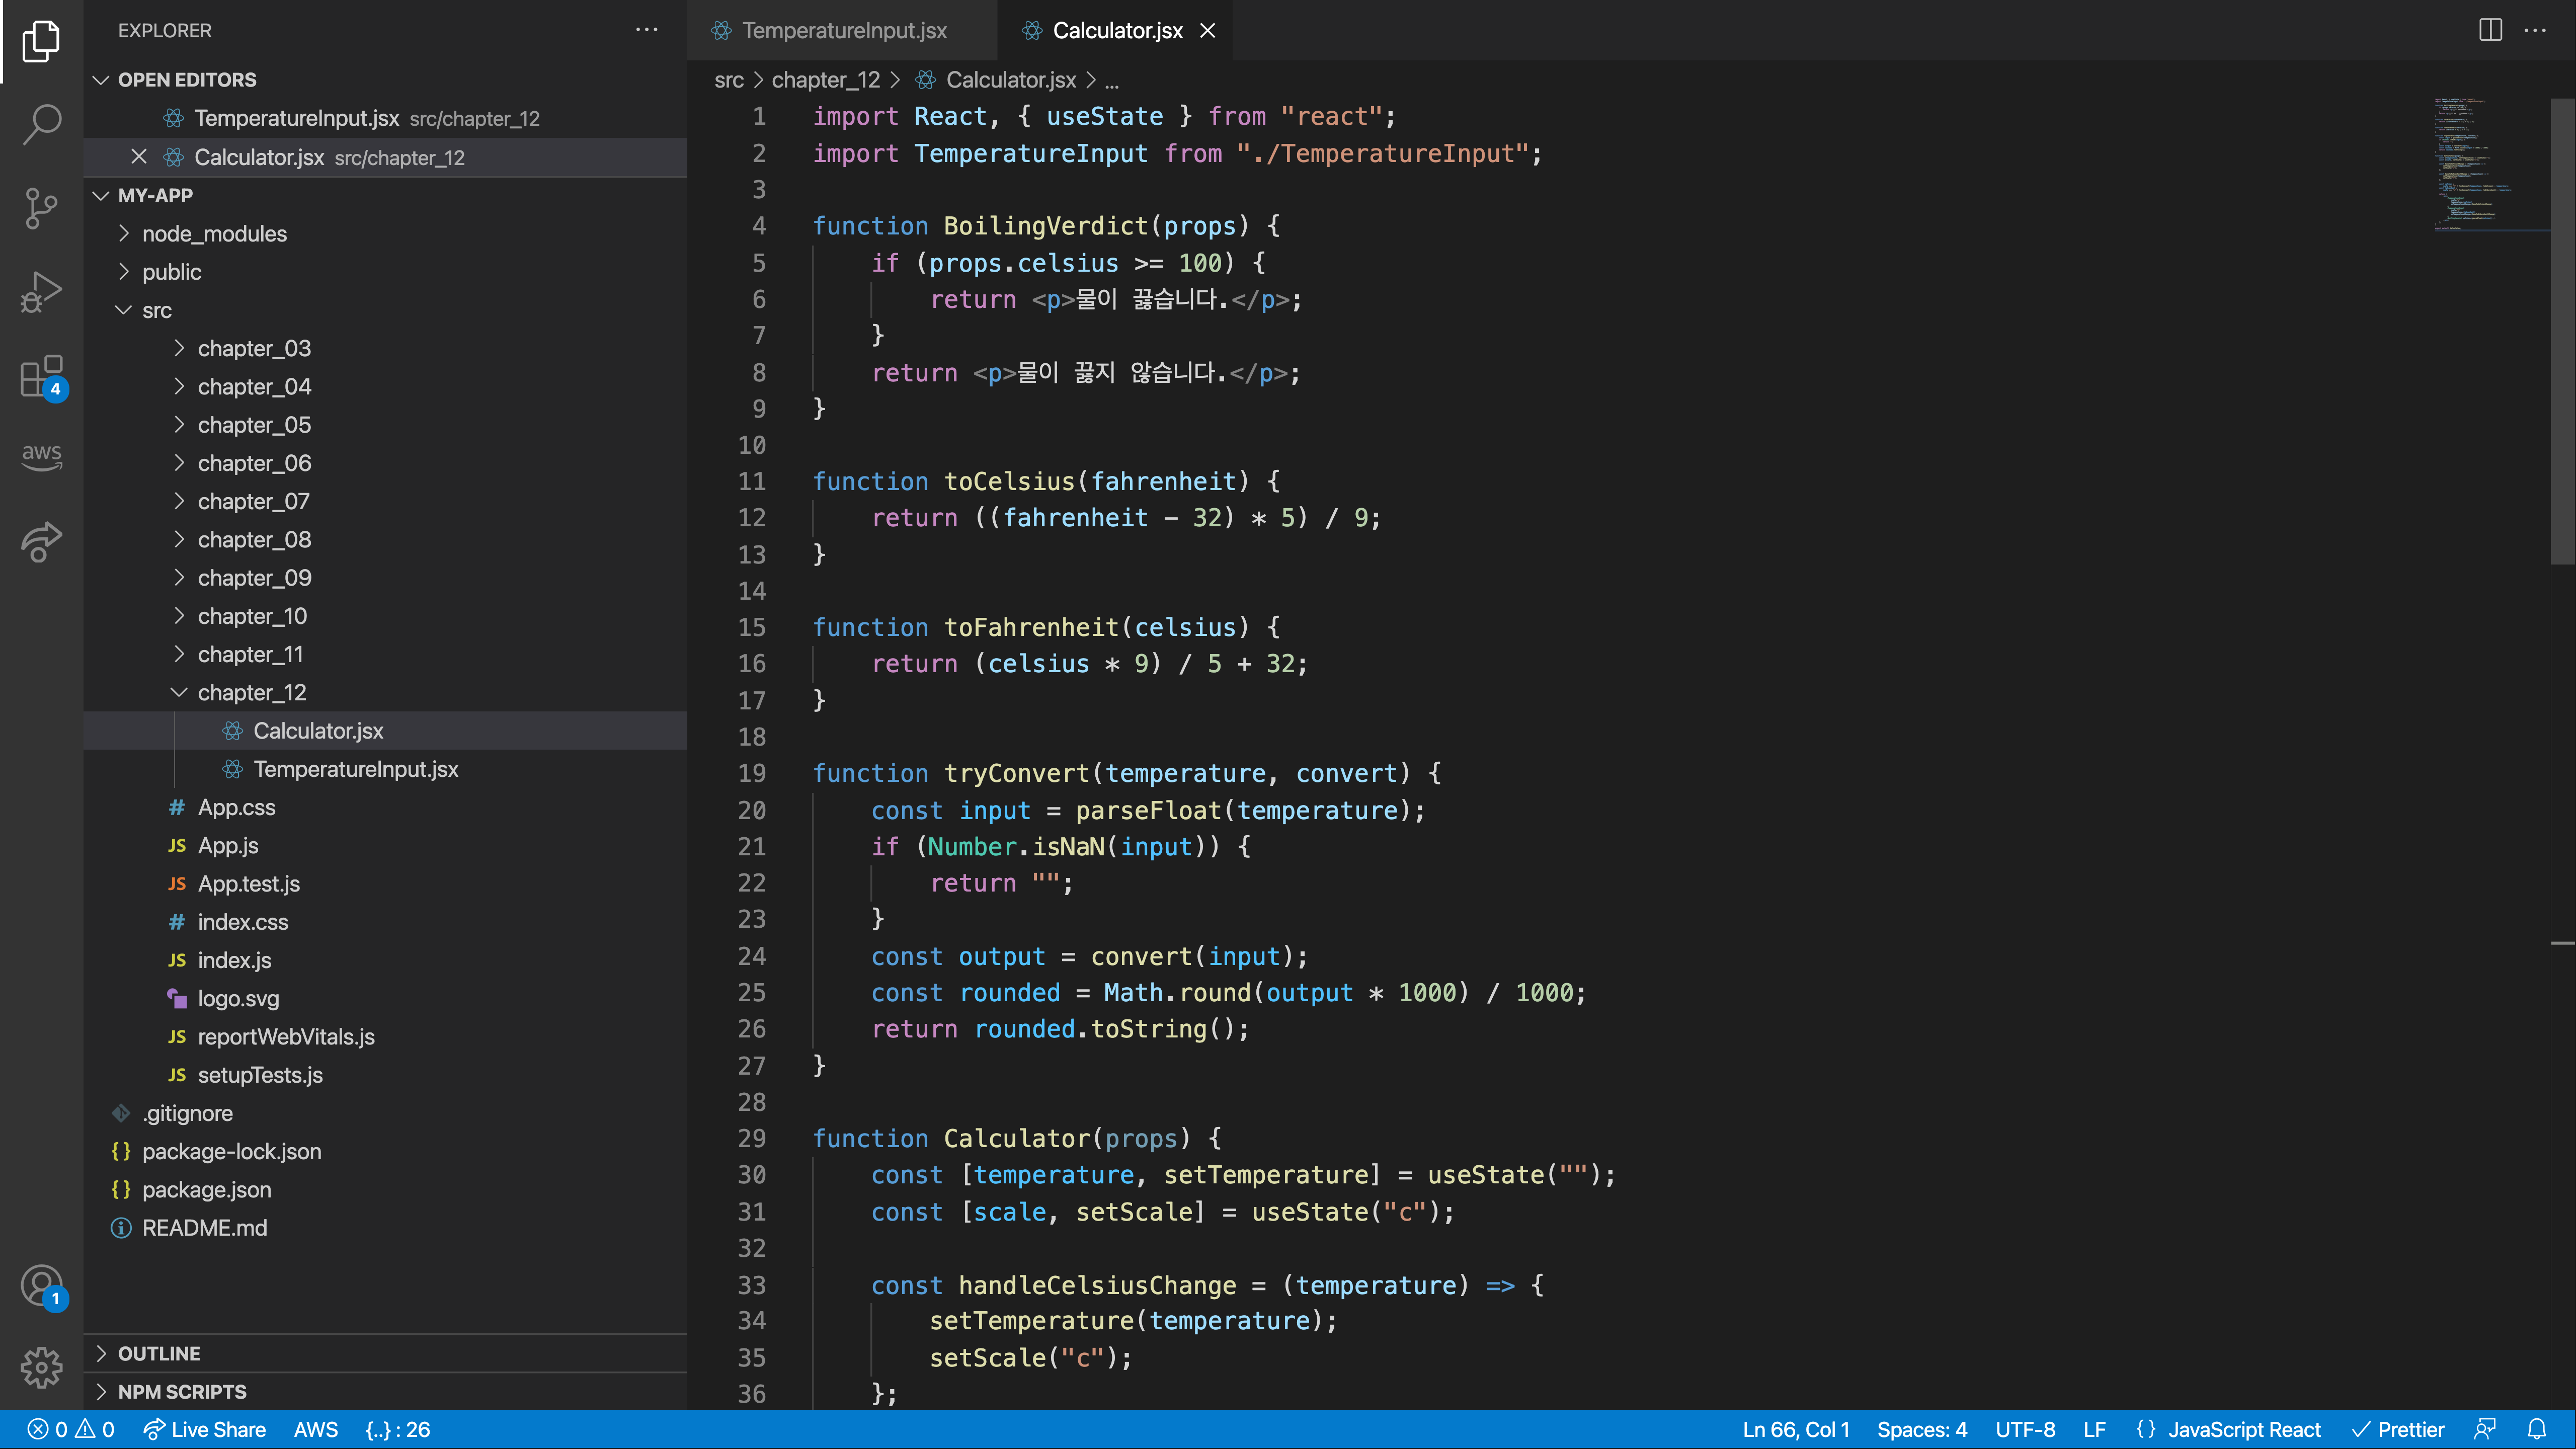 EXPLORER
OPEN EDITORS
TemperatureInput.jsx src/chapter_12
Calculator.jsx src/chapter_12
MY-APP
node_modules
public
src
chapter_03
chapter_04
chapter_05
chapter_06
chapter_07
chapter_08
chapter_09
chapter_10
chapter_11
chapter_12
Calculator.jsx
TemperatureInput.jsx
# App.css
JS App.js
JS App.test.js
# index.css
JS index.js
logo.svg
JS reportWebVitals.js
JS setupTests.js
.gitignore
{} package-lock.json
{} package.json
README.md
OUTLINE
NPM SCRIPTS
4
aws
1
TemperatureInput.jsx
Calculator.jsx
src > chapter_12 > Calculator.jsx > ...
1 import React, { useState } from "react";
2 import TemperatureInput from "./TemperatureInput";
3
4 function BoilingVerdict(props) {
5 if (props.celsius >= 100) {
6 return <p>물이 끓습니다.</p>;
7 }
8 return <p>물이 끓지 않습니다.</p>;
9 }
10
11 function toCelsius(fahrenheit) {
12 return ((fahrenheit - 32) * 5) / 9;
13 }
14
15 function toFahrenheit(celsius) {
16 return (celsius * 9) / 5 + 32;
17 }
18
19 function tryConvert(temperature, convert) {
20 const input = parseFloat(temperature);
21 if (Number.isNaN(input)) {
22 return "";
23 }
24 const output = convert(input);
25 const rounded = Math.round(output * 1000) / 1000;
26 return rounded.toString();
27 }
28
29 function Calculator(props) {
30 const [temperature, setTemperature] = useState("");
31 const [scale, setScale] = useState("c");
32
33 const handleCelsiusChange = (temperature) => {
34 setTemperature(temperature);
35 setScale("c");
36 };
0 0 Live Share AWS {..} : 26
Ln 66, Col 1 Spaces: 4 UTF-8 LF {} JavaScript React Prettier